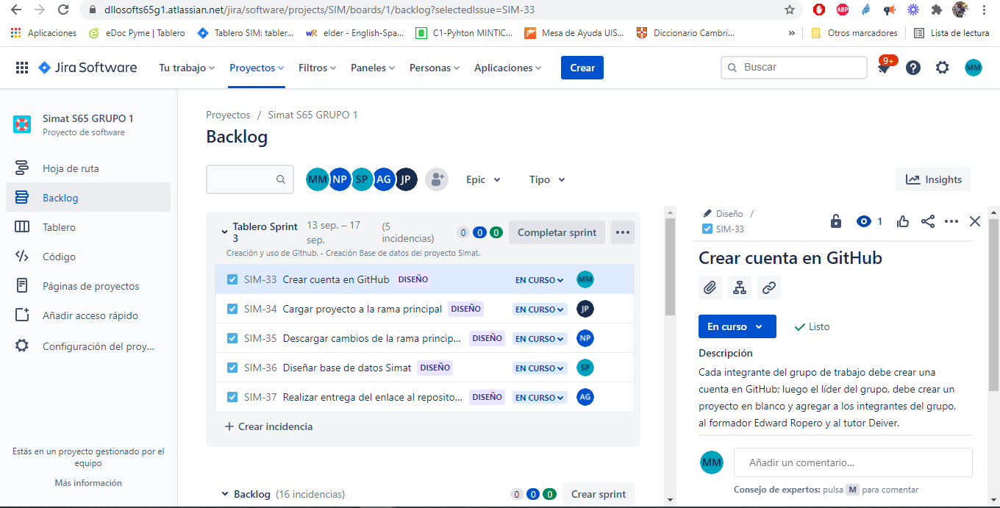 dllosofts65g1.atlassian.net/jira/software/projects/SIM/boards/1/backlog?selectedIssue=SIM-33
ABP
Aplicaciones eDoc Pyme | Tablero Tablero SIM: tabler... wR elder - English-Spa... C1-Pyhton MINTIC... Mesa de Ayuda UIS... Diccionario Cambri... » Otros marcadores Lista de lectura
Jira Software Tu trabajo Proyectos Filtros Paneles Personas Aplicaciones Crear Buscar 9+ MM
Simat S65 GRUPO 1
Proyecto de software
Hoja de ruta
Backlog
Tablero
Código
Páginas de proyectos
Añadir acceso rápido
Configuración del proy...
Estás en un proyecto gestionado por el
equipo
Más información
Proyectos / Simat S65 GRUPO 1
Backlog
MM NP SP AG JP Epic Tipo Insights
Tablero Sprint 13 sep. – 17 (5
3 sep. incidencias) 0 0 0 Completar sprint
Creación y uso de Github. - Creación Base de datos del proyecto Simat.
SIM-33 Crear cuenta en GitHub DISEÑO EN CURSO MM
SIM-34 Cargar proyecto a la rama principal DISEÑO EN CURSO JP
SIM-35 Descargar cambios de la rama princip... DISEÑO EN CURSO NP
SIM-36 Diseñar base de datos Simat DISEÑO EN CURSO SP
SIM-37 Realizar entrega del enlace al reposito... DISEÑO EN CURSO AG
+ Crear incidencia
Backlog (16 incidencias) 0 0 0 Crear sprint
Diseño /
SIM-33
1
Crear cuenta en GitHub
En curso Listo
Descripción
Cada integrante del grupo de trabajo debe crear una
cuenta en GitHub; luego el líder del grupo, debe crear un
proyecto en blanco y agregar a los integrantes del grupo,
al formador Edward Ropero y al tutor Deiver.
MM Añadir un comentario...
Consejo de expertos: pulsa M para comentar